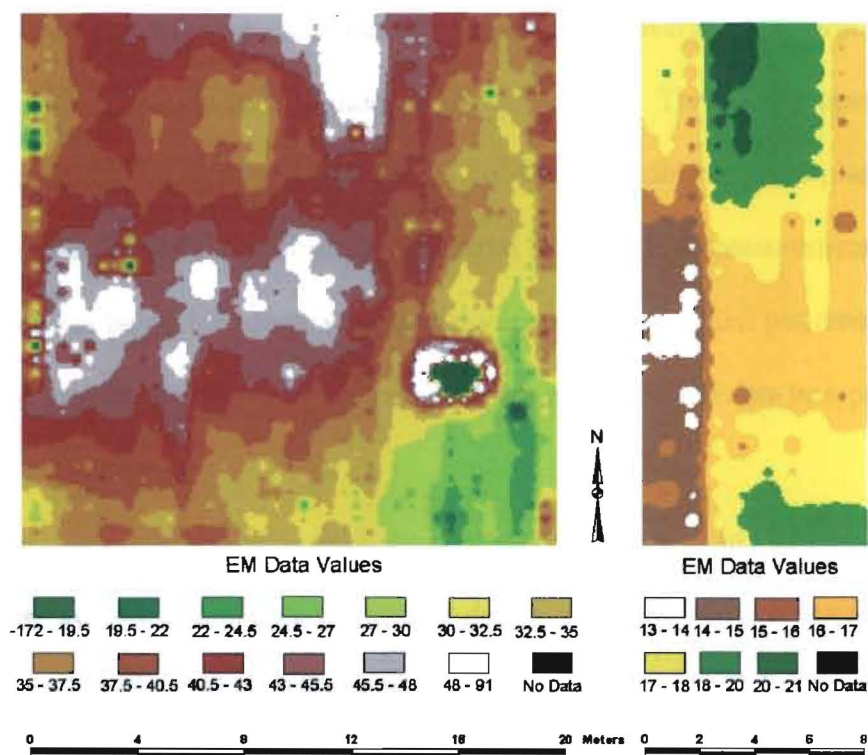 N
EM Data Values
EM Data Values
-172 - 19.5 19.5 - 22 22 - 24.5 24.5 - 27 27 - 30 30 - 32.5 32.5 - 35
35 - 37.5 37.5 - 40.5 40.5 - 43 43 - 45.5 45.5 - 48 48 - 91 No Data
13 - 14 14 - 15 15 - 16 16 - 17
17 - 18 18 - 20 20 - 21 No Data
0 4 8 12 16 20 Meters
0 2 4 6 8